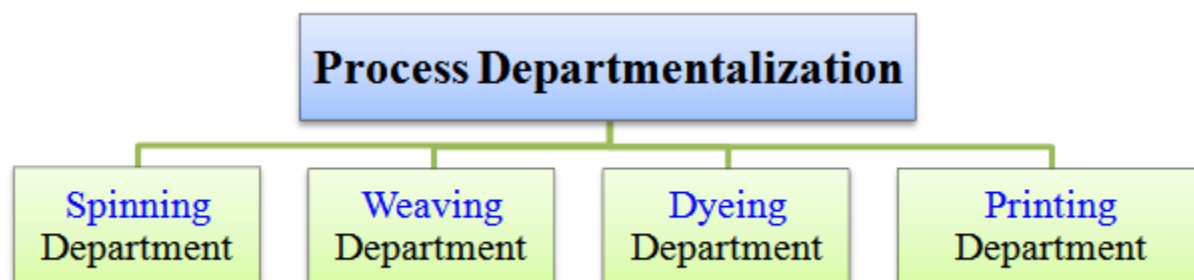 Process Departmentalization
Spinning
Department
Weaving
Department
Dyeing
Department
Printing
Department